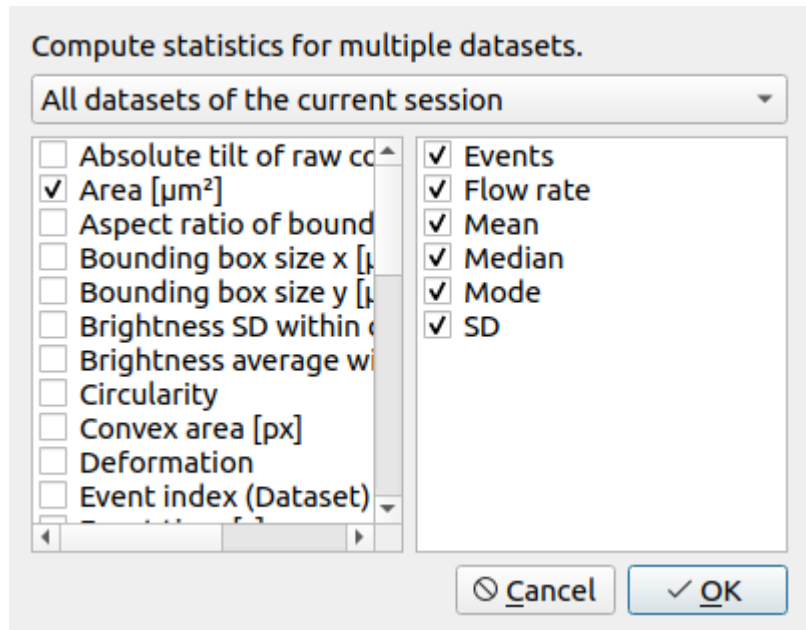 Compute statistics for multiple datasets.
All datasets of the current session
Absolute tilt of raw
Area [µm²]
Aspect ratio of bound
Bounding box size x
Bounding box size y
Brightness SD within
Brightness average
Circularity
Convex area [px]
Deformation
Event index (Dataset)
Events
Flow rate
Mean
Median
Mode
SD
Cancel
OK